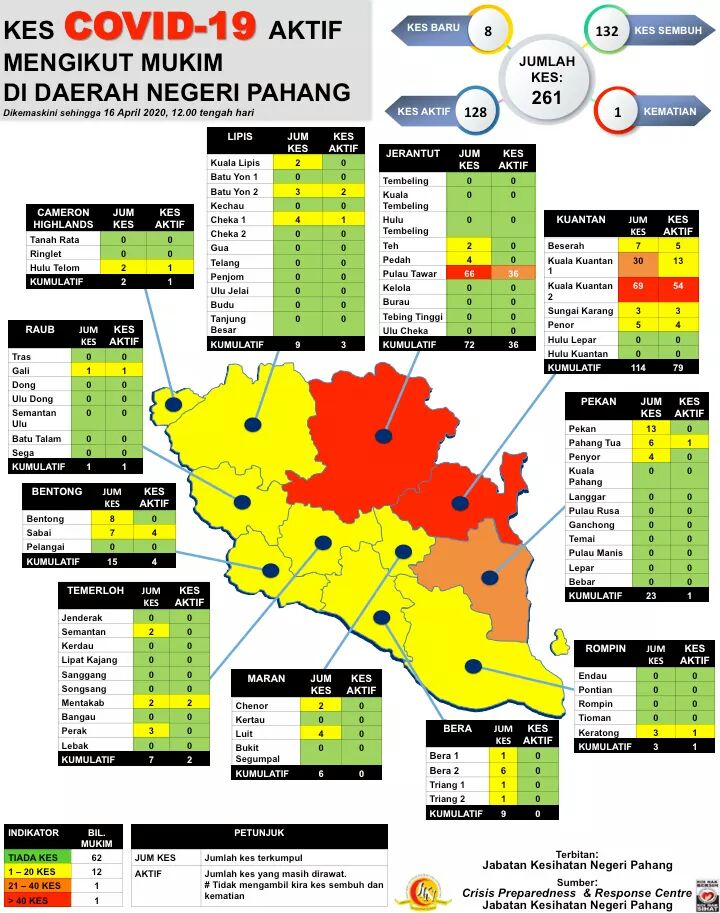 KES COVID-19 AKTIF
MENGIKUT MUKIM
DI DAERAH NEGERI PAHANG
Dikemaskini sehingga 16 April 2020, 12.00 tengah hari
KES BARU 8
132 KES SEMBUH
JUMLAH
KES:
261
KES AKTIF 128
1 KEMATIAN
LIPIS JUM KES KES AKTIF
Kuala Lipis 2 0
Batu Yon 1 0 0
Batu Yon 2 3 2
Kechau 0 0
Cheka 1 4 1
Cheka 2 0 0
Gua 0 0
Telang 0 0
Penjom 0 0
Ulu Jelai 0 0
Budu 0 0
Tanjung Besar 0 0
KUMULATIF 9 3
JERANTUT JUM KES KES AKTIF
Tembeling 0 0
Kuala Tembeling 0 0
Hulu Tembeling 0 0
Teh 2 0
Pedah 4 0
Pulau Tawar 66 36
Kelola 0 0
Burau 0 0
Tebing Tinggi 0 0
Ulu Cheka 0 0
KUMULATIF 72 36
CAMERON HIGHLANDS JUM KES KES AKTIF
Tanah Rata 0 0
Ringlet 0 0
Hulu Telom 2 1
KUMULATIF 2 1
KUANTAN JUM KES KES AKTIF
Beserah 7 5
Kuala Kuantan 1 30 13
Kuala Kuantan 2 69 54
Sungai Karang 3 3
Penor 5 4
Hulu Lepar 0 0
Hulu Kuantan 0 0
KUMULATIF 114 79
RAUB JUM KES KES AKTIF
Tras 0 0
Gali 1 1
Dong 0 0
Ulu Dong 0 0
Semantan Ulu 0 0
Batu Talam 0 0
Sega 0 0
KUMULATIF 1 1
PEKAN JUM KES KES AKTIF
Pekan 13 0
Pahang Tua 6 1
Penyor 4 0
Kuala Pahang 0 0
Langgar 0 0
Pulau Rusa 0 0
Ganchong 0 0
Temai 0 0
Pulau Manis 0 0
Lepar 0 0
Bebar 0 0
KUMULATIF 23 1
BENTONG JUM KES KES AKTIF
Bentong 8 0
Sabai 7 4
Pelangai 0 0
KUMULATIF 15 4
TEMERLOH JUM KES KES AKTIF
Jenderak 0 0
Semantan 2 0
Kerdau 0 0
Lipat Kajang 0 0
Sanggang 0 0
Songsang 0 0
Mentakab 2 2
Bangau 0 0
Perak 3 0
Lebak 0 0
KUMULATIF 7 2
MARAN JUM KES KES AKTIF
Chenor 2 0
Kertau 0 0
Luit 4 0
Bukit Segumpal 0 0
KUMULATIF 6 0
BERA JUM KES KES AKTIF
Bera 1 1 0
Bera 2 6 0
Triang 1 1 0
Triang 2 1 0
KUMULATIF 9 0
ROMPIN JUM KES KES AKTIF
Endau 0 0
Pontian 0 0
Rompin 0 0
Tioman 0 0
Keratong 3 1
KUMULATIF 3 1
INDIKATOR BIL. MUKIM
TIADA KES 62
1 – 20 KES 12
21 – 40 KES 1
> 40 KES 1
PETUNJUK
JUM KES Jumlah kes terkumpul
AKTIF Jumlah kes yang masih dirawat.
# Tidak mengambil kira kes sembuh dan
kematian
Terbitan:
Jabatan Kesihatan Negeri Pahang
Sumber:
Crisis Preparedness & Response Centre
Jabatan Kesihatan Negeri Pahang